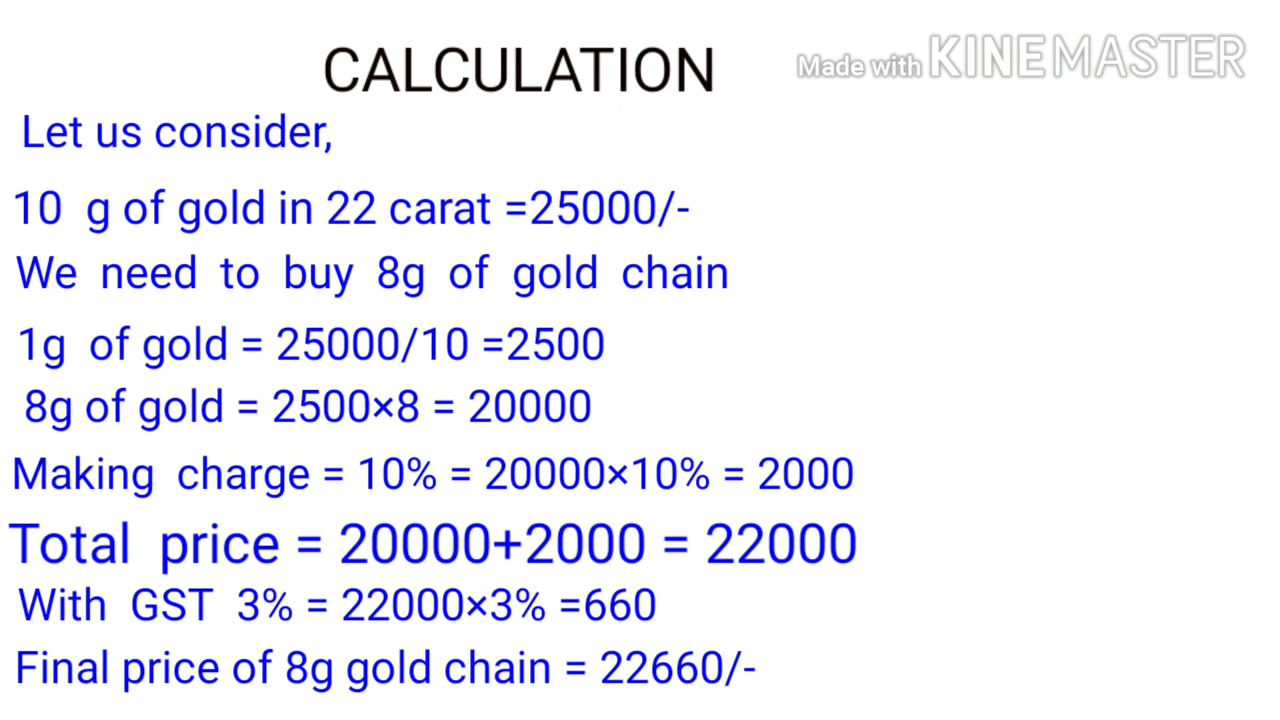 CALCULATION
Made with KINEMASTER
Let us consider,
10 g of gold in 22 carat =25000/-
We need to buy 8g of gold chain
1g of gold = 25000/10 =2500
8g of gold = 2500×8 = 20000
Making charge = 10% = 20000×10% = 2000
Total price = 20000+2000 = 22000
With GST 3% = 22000×3% =660
Final price of 8g gold chain = 22660/-